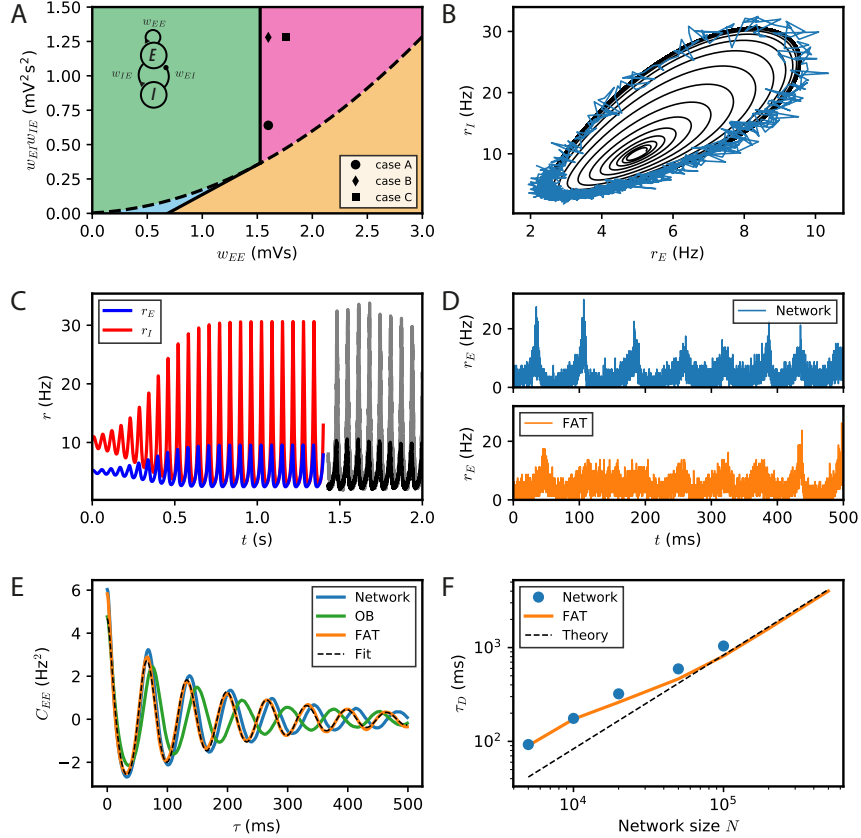 A
w_EI w_IE (mV²s²)
1.50
1.25
1.00
0.75
0.50
0.25
0.00
w_EE
E
w_IE
w_EI
I
case A
case B
case C
0.0 0.5 1.0 1.5 2.0 2.5 3.0
w_EE (mVs)
B
r_I (Hz)
30
20
10
2 4 6 8 10
r_E (Hz)
C
r (Hz)
30
20
10
r_E
r_I
0.0 0.5 1.0 1.5 2.0
t (s)
D
r_E (Hz)
20
0
Network
r_E (Hz)
20
0
FAT
0 100 200 300 400 500
t (ms)
E
C_EE (Hz²)
6
4
2
0
−2
Network
OB
FAT
Fit
0 100 200 300 400 500
τ (ms)
F
τ_D (ms)
10³
10²
Network
FAT
Theory
10⁴ 10⁵
Network size N